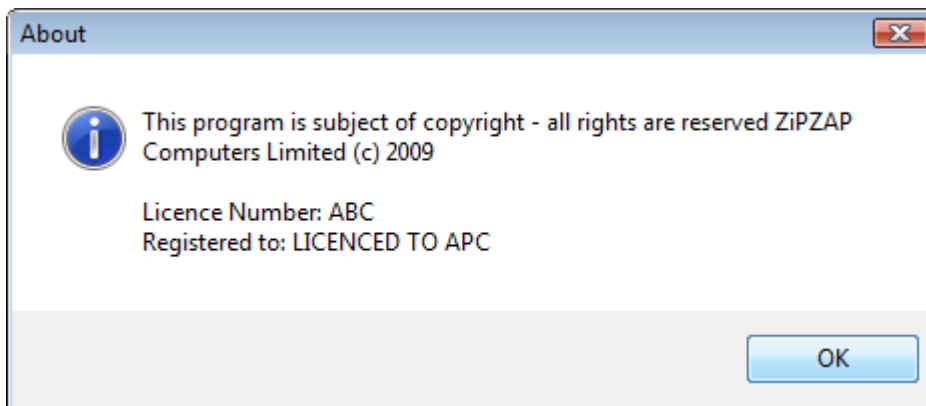 About
This program is subject of copyright - all rights are reserved ZiPZAP
Computers Limited (c) 2009
Licence Number: ABC
Registered to: LICENCED TO APC
OK